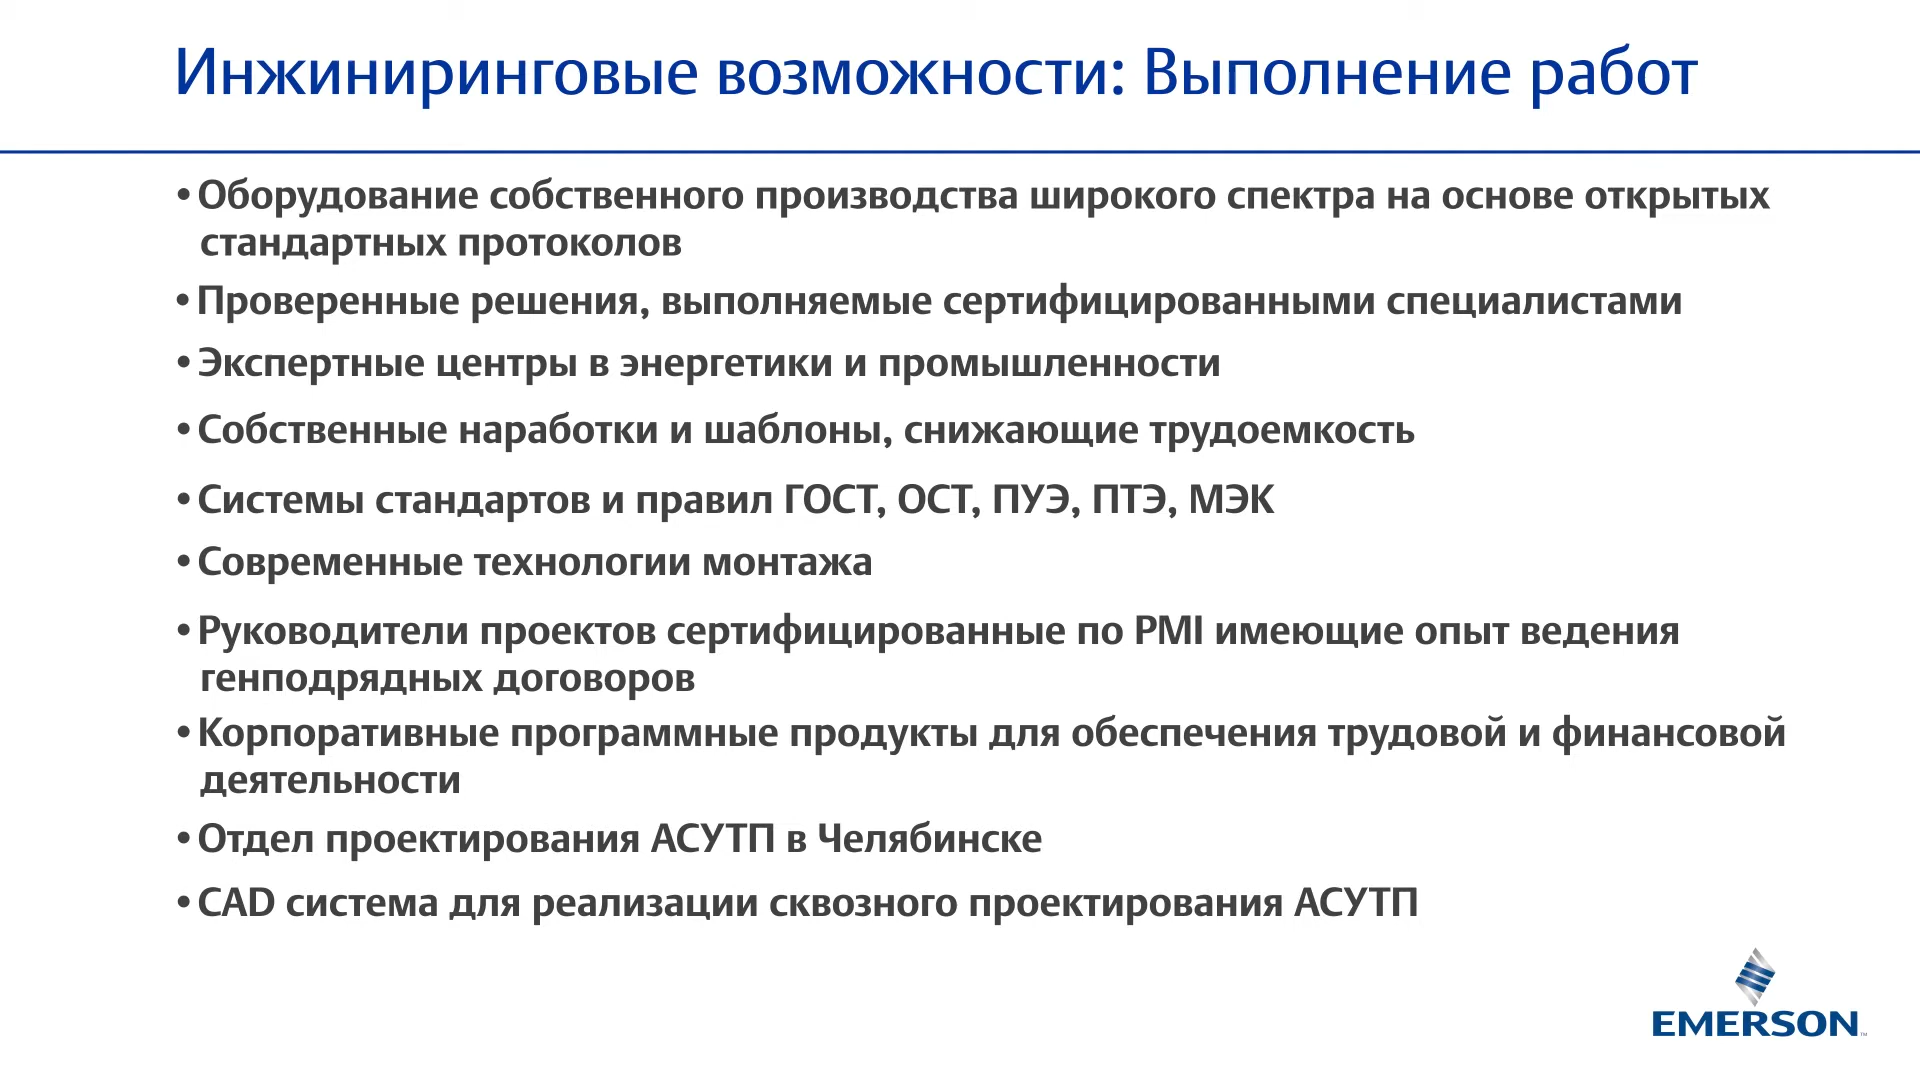 Инжиниринговые возможности: Выполнение работ
•Оборудование собственного производства широкого спектра на основе открытых
стандартных протоколов
•Проверенные решения, выполняемые сертифицированными специалистами
•Экспертные центры в энергетики и промышленности
•Собственные наработки и шаблоны, снижающие трудоемкость
•Системы стандартов и правил ГОСТ, ОСТ, ПУЭ, ПТЭ, МЭК
•Современные технологии монтажа
•Руководители проектов сертифицированные по PMI имеющие опыт ведения
генподрядных договоров
•Корпоративные программные продукты для обеспечения трудовой и финансовой
деятельности
•Отдел проектирования АСУТП в Челябинске
•CAD система для реализации сквозного проектирования АСУТП
EMERSON™